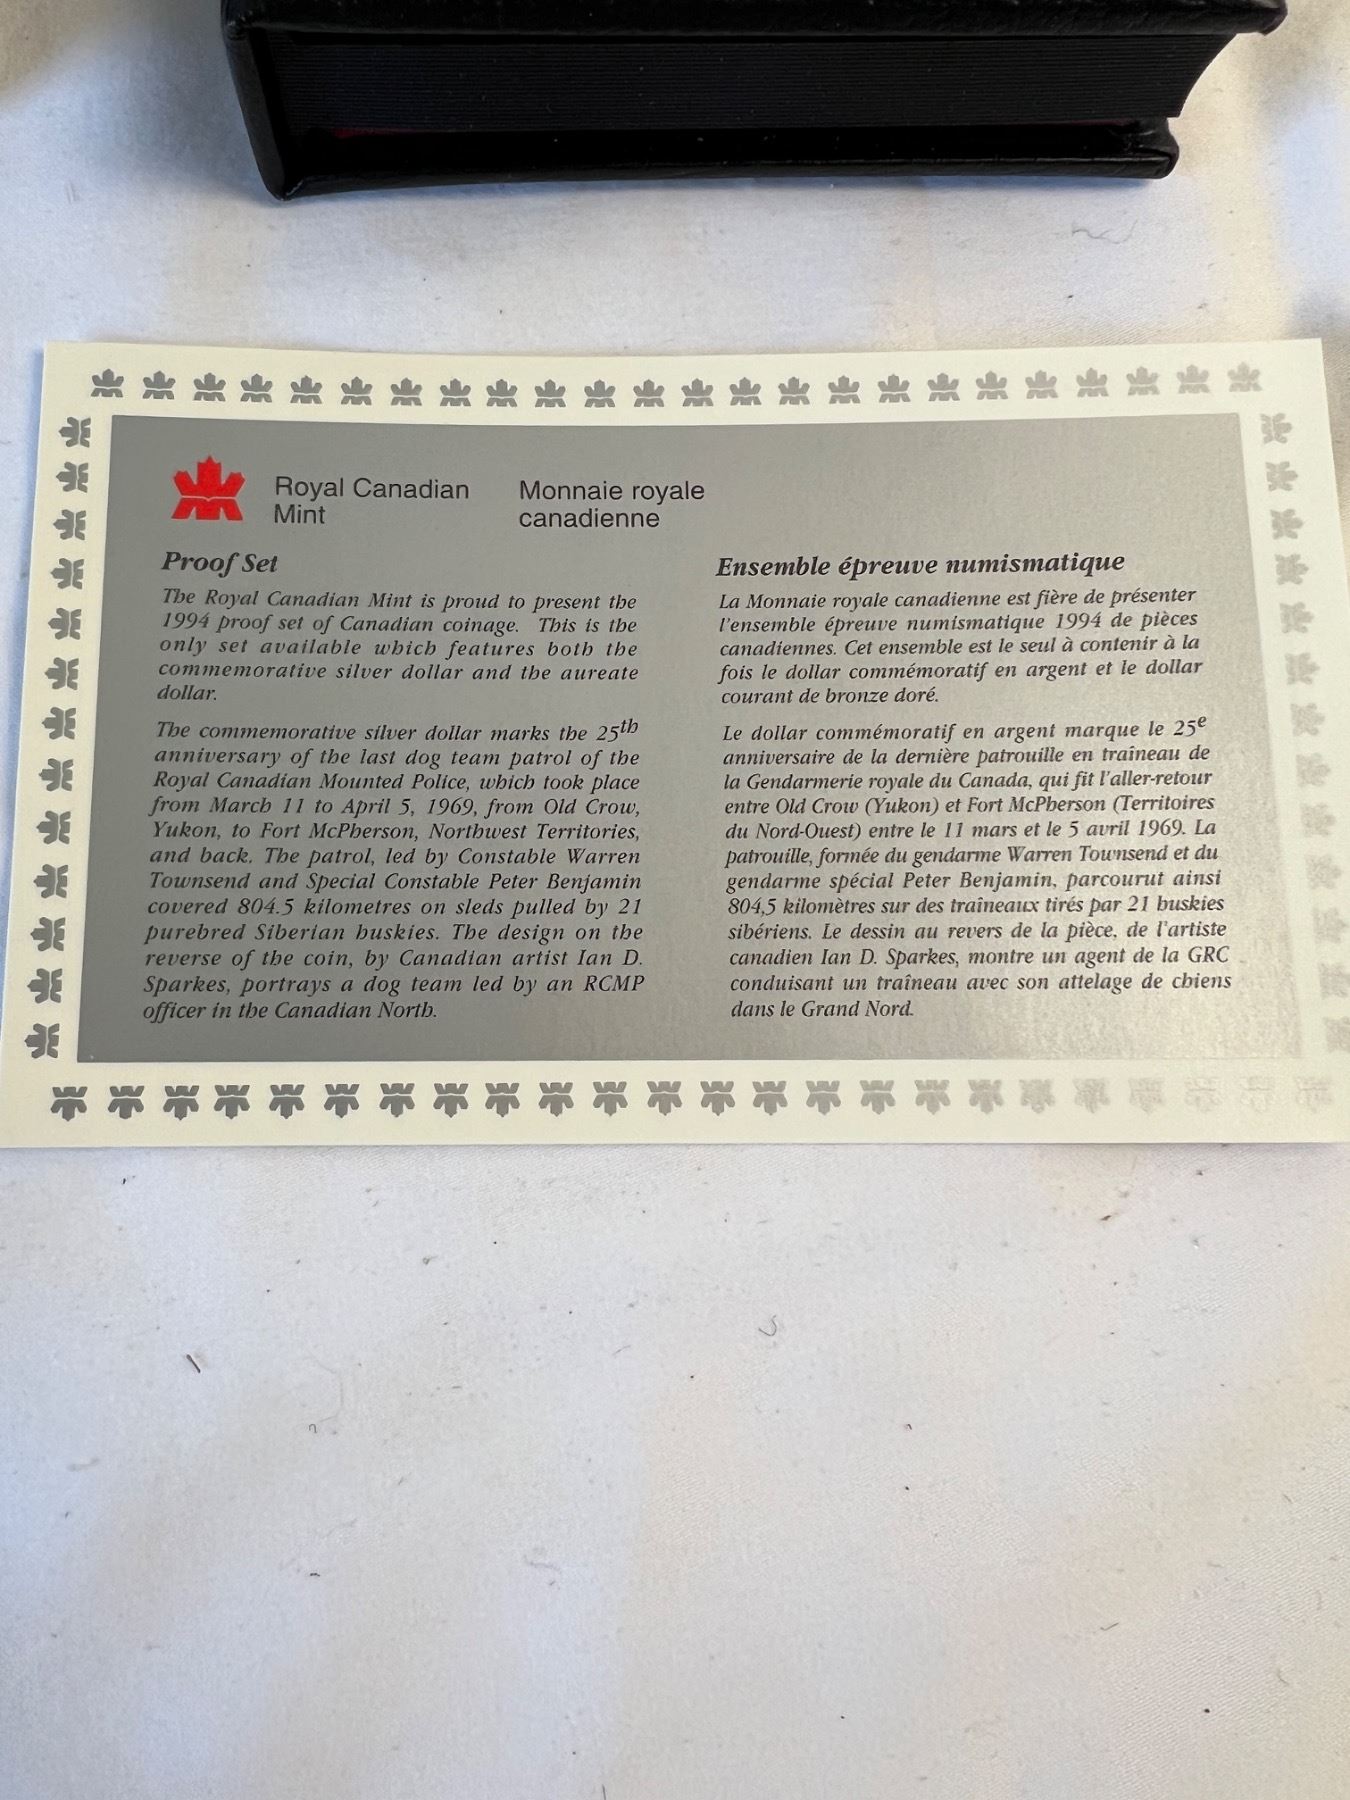 Royal Canadian
Mint
Monnaie royale
canadienne
Proof Set
The Royal Canadian Mint is proud to present the
1994 proof set of Canadian coinage. This is the
only set available which features both the
commemorative silver dollar and the aureate
dollar.
The commemorative silver dollar marks the 25th
anniversary of the last dog team patrol of the
Royal Canadian Mounted Police, which took place
from March 11 to April 5, 1969, from Old Crow,
Yukon, to Fort McPherson, Northwest Territories,
and back. The patrol, led by Constable Warren
Townsend and Special Constable Peter Benjamin
covered 804.5 kilometres on sleds pulled by 21
purebred Siberian huskies. The design on the
reverse of the coin, by Canadian artist Ian D.
Sparkes, portrays a dog team led by an RCMP
officer in the Canadian North.
Ensemble épreuve numismatique
La Monnaie royale canadienne est fière de présenter
l'ensemble épreuve numismatique 1994 de pièces
canadiennes. Cet ensemble est le seul à contenir à la
fois le dollar commémoratif en argent et le dollar
courant de bronze doré.
Le dollar commémoratif en argent marque le 25e
anniversaire de la dernière patrouille en traîneau de
la Gendarmerie royale du Canada, qui fit l'aller-retour
entre Old Crow (Yukon) et Fort McPherson (Territoires
du Nord-Ouest) entre le 11 mars et le 5 avril 1969. La
patrouille, formée du gendarme Warren Townsend et du
gendarme spécial Peter Benjamin, parcourut ainsi
804,5 kilomètres sur des traîneaux tirés par 21 huskies
sibériens. Le dessin au revers de la pièce, de l'artiste
canadien Ian D. Sparkes, montre un agent de la GRC
conduisant un traîneau avec son attelage de chiens
dans le Grand Nord.